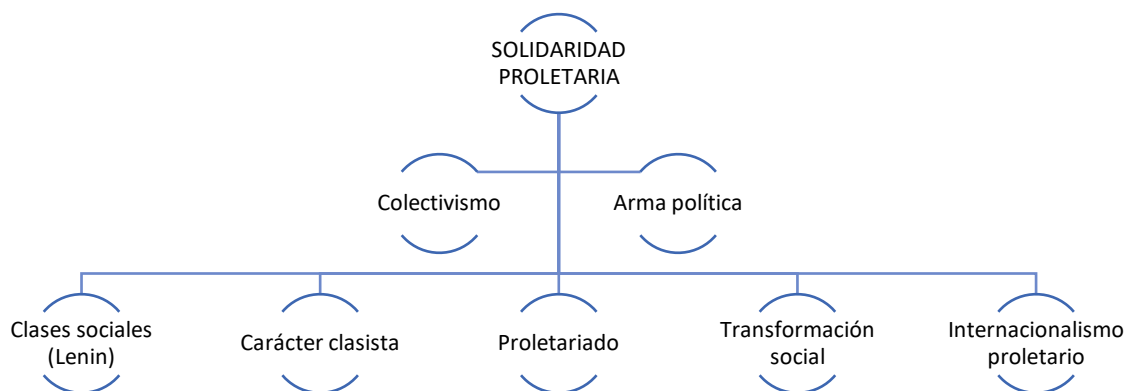 SOLIDARIDAD
PROLETARIA
Colectivismo
Arma política
Clases sociales
(Lenin)
Carácter clasista
Proletariado
Transformación
social
Internacionalismo
proletario